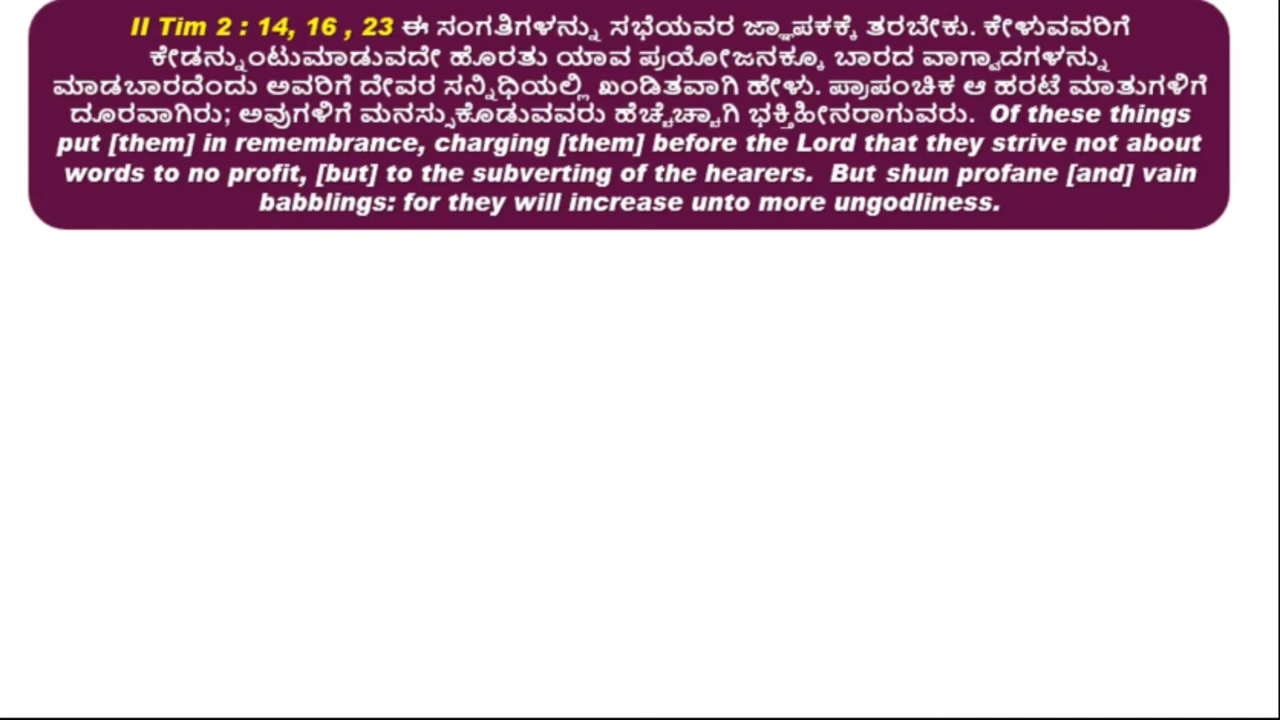 II Tim 2 : 14, 16 , 23 ಈ ಸಂಗತಿಗಳನ್ನು ಸಭೆಯವರ ಜ್ಞಾಪಕಕ್ಕೆ ತರಬೇಕು. ಕೇಳುವವರಿಗೆ
ಕೇಡನ್ನುಂಟುಮಾಡುವದೇ ಹೊರತು ಯಾವ ಪ್ರಯೋಜನಕ್ಕೂ ಬಾರದ ವಾಗ್ವಾದಗಳನ್ನು
ಮಾಡಬಾರದೆಂದು ಅವರಿಗೆ ದೇವರ ಸನ್ನಿಧಿಯಲ್ಲಿ ಖಂಡಿತವಾಗಿ ಹೇಳು. ಪ್ರಾಪಂಚಿಕ ಆ ಹರಟೆ ಮಾತುಗಳಿಗೆ
ದೂರವಾಗಿರು; ಅವುಗಳಿಗೆ ಮನಸ್ಸುಕೊಡುವವರು ಹೆಚ್ಚೆಚ್ಚಾಗಿ ಭಕ್ತಿಹೀನರಾಗುವರು. Of these things
put [them] in remembrance, charging [them] before the Lord that they strive not about
words to no profit, [but] to the subverting of the hearers. But shun profane [and] vain
babblings: for they will increase unto more ungodliness.